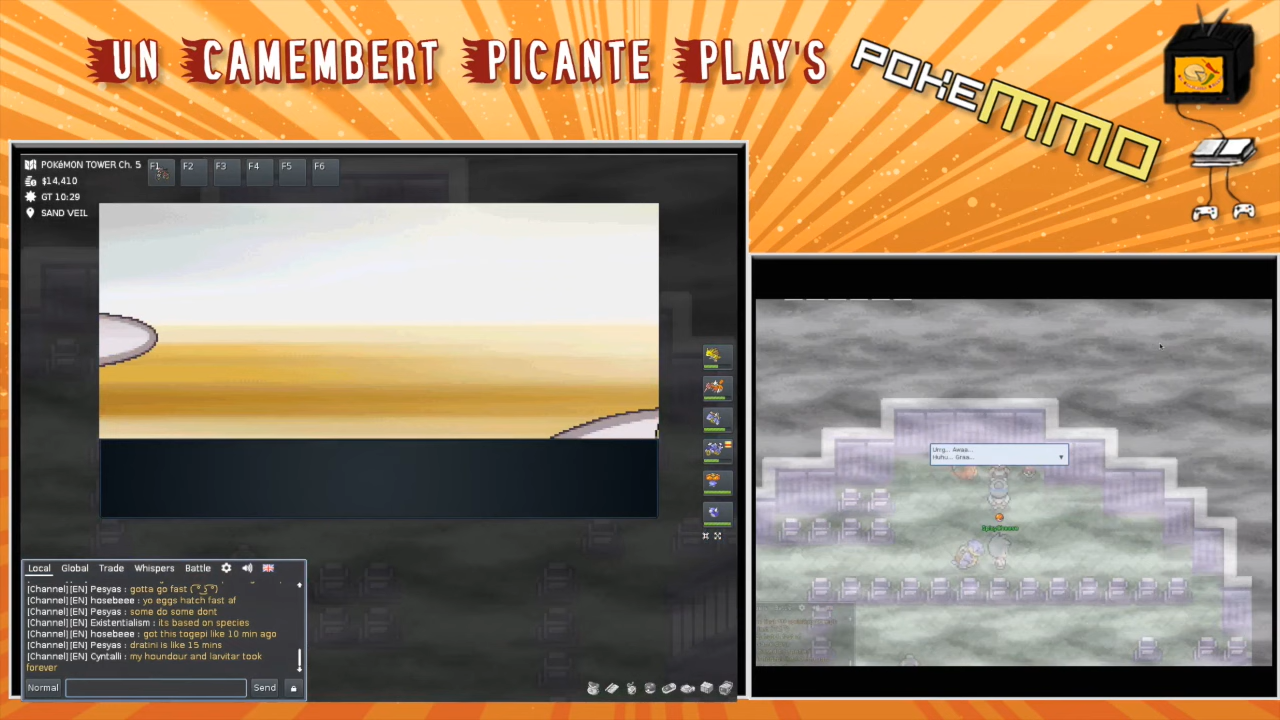 UN CAMEMBERT PICANTE PLAY'S
POKEMMO
POKéMON TOWER Ch. 5
$14,410
GT 10:29
SAND VEIL
F1 F2 F3 F4 F5 F6
Urrg... Awaa...
Huhu... Graa...
Local Global Trade Whispers Battle
[Channel][EN] Pesyas : gotta go fast ( ͡° ͜ʖ ͡°)
[Channel][EN] hosebeee : yo eggs hatch fast af
[Channel][EN] Pesyas : some do some dont
[Channel][EN] Existentialism : its based on species
[Channel][EN] hosebeee : got this togepi like 10 min ago
[Channel][EN] Pesyas : dratini is like 15 mins
[Channel][EN] Cyntalli : my houndour and larvitar took
forever
Normal Send